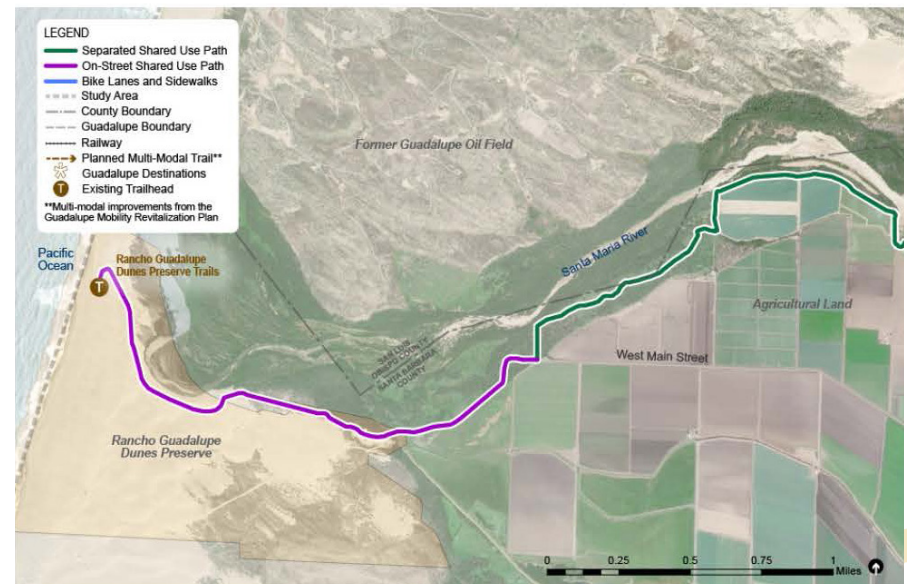 LEGEND
Separated Shared Use Path
On-Street Shared Use Path
Bike Lanes and Sidewalks
Study Area
County Boundary
Guadalupe Boundary
Railway
Planned Multi-Modal Trail**
Guadalupe Destinations
T Existing Trailhead
**Multi-modal improvements from the
Guadalupe Mobility Revitalization Plan
Former Guadalupe Oil Field
Pacific
Ocean
Rancho Guadalupe
Dunes Preserve Trails
T
Santa Maria River
Agricultural Land
SAN LUIS
OBISPO COUNTY
SANTA BARBARA
COUNTY
West Main Street
Rancho Guadalupe
Dunes Preserve
0 0.25 0.5 0.75 1
Miles